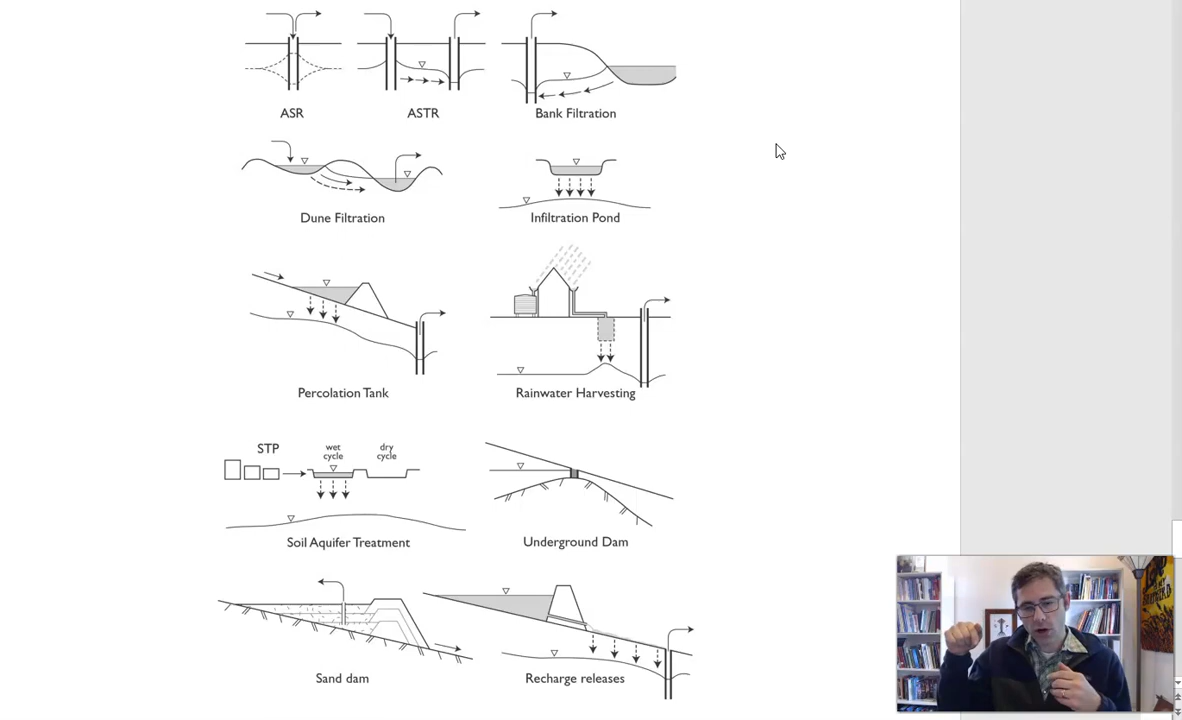 ASR
ASTR
Bank Filtration
Dune Filtration
Infiltration Pond
Percolation Tank
Rainwater Harvesting
STP
wet
cycle
dry
cycle
Soil Aquifer Treatment
Underground Dam
Sand dam
Recharge releases